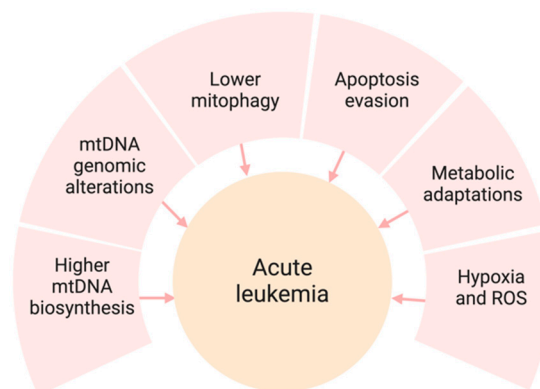 Higher
mtDNA
biosynthesis
mtDNA
genomic
alterations
Lower
mitophagy
Apoptosis
evasion
Metabolic
adaptations
Hypoxia
and ROS
Acute
leukemia